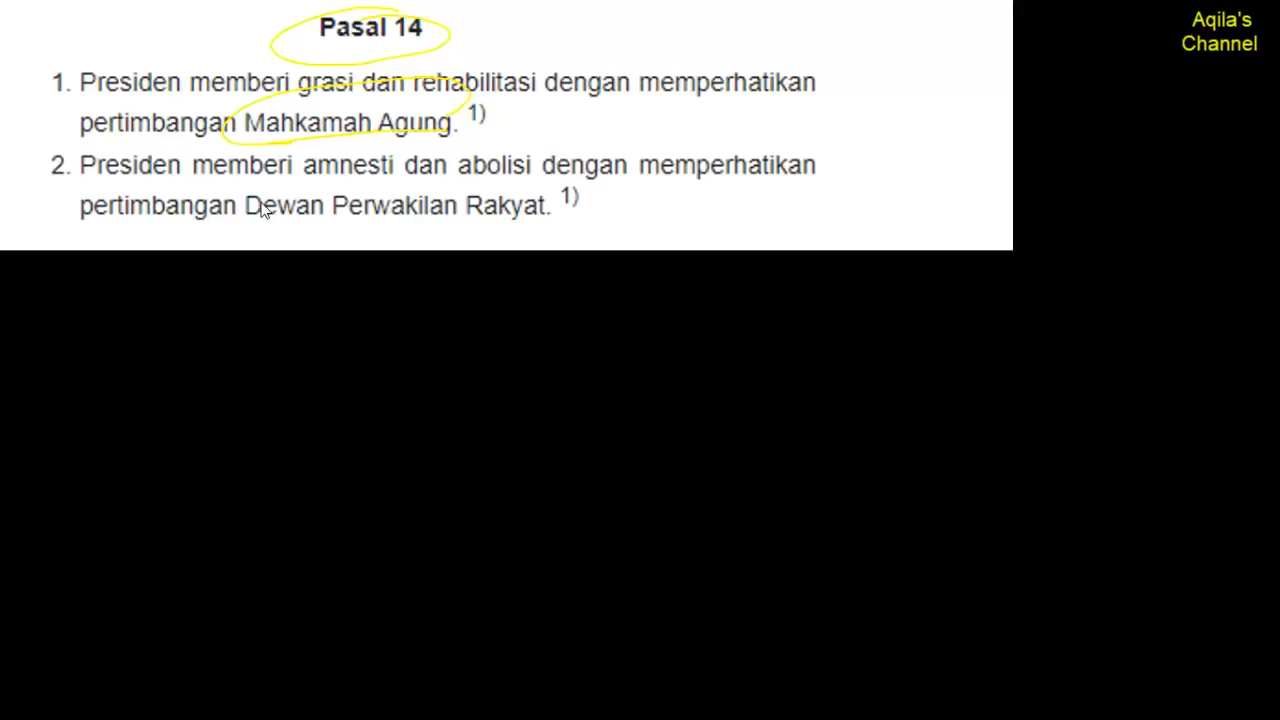 Pasal 14
1. Presiden memberi grasi dan rehabilitasi dengan memperhatikan
pertimbangan Mahkamah Agung. 1)
2. Presiden memberi amnesti dan abolisi dengan memperhatikan
pertimbangan Dewan Perwakilan Rakyat. 1)
Aqila's
Channel